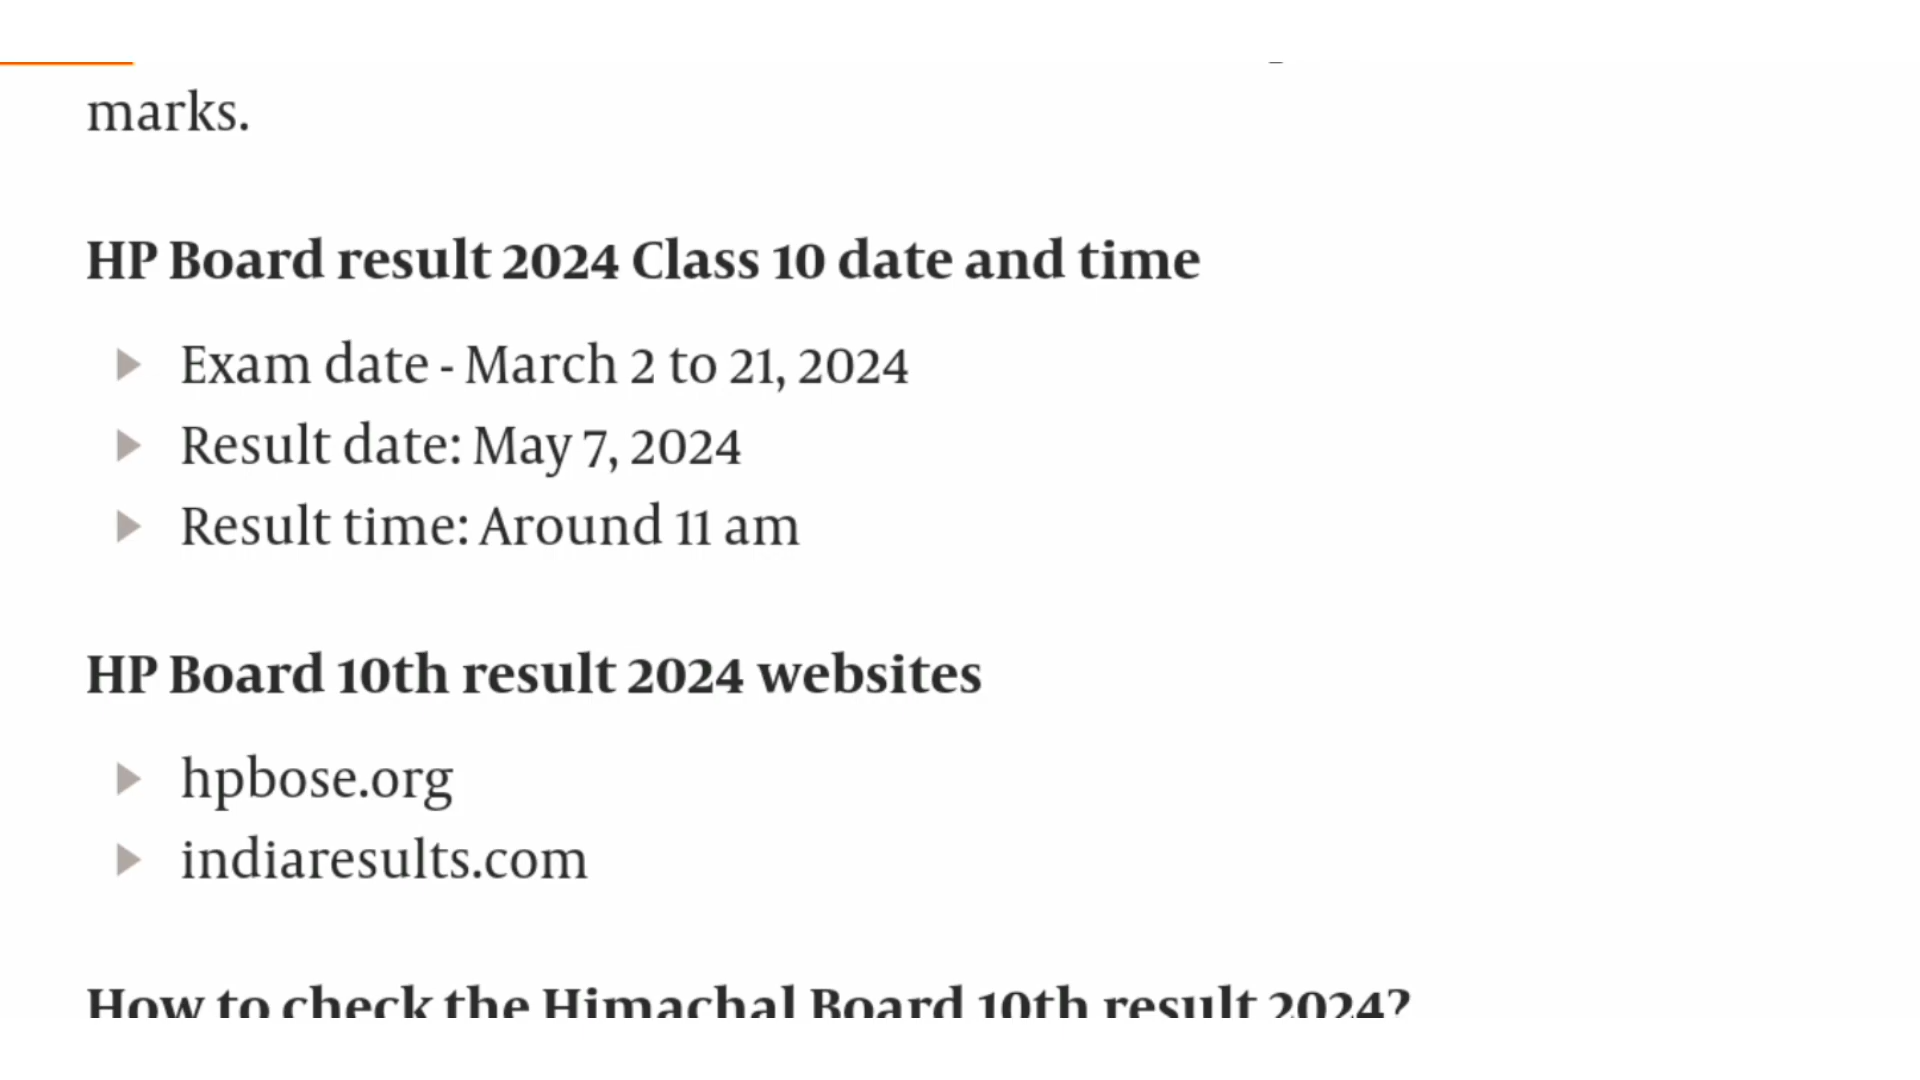 marks.
HP Board result 2024 Class 10 date and time
Exam date - March 2 to 21, 2024
Result date: May 7, 2024
Result time: Around 11 am
HP Board 10th result 2024 websites
hpbose.org
indiaresults.com
How to check the Himachal Board 10th result 2024?